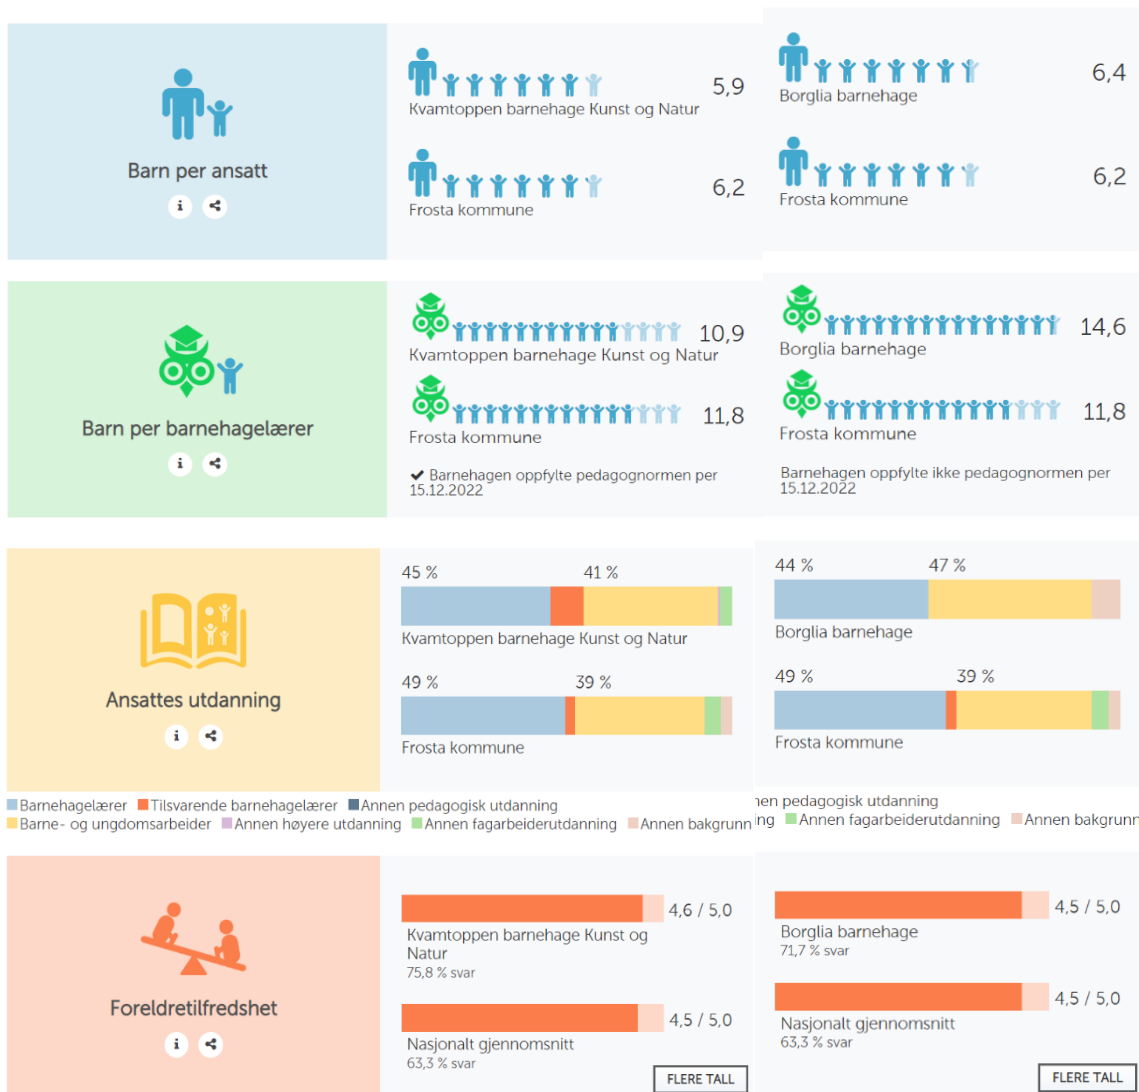 Barn per ansatt
i
5,9
Kvamtoppen barnehage Kunst og Natur
6,2
Frosta kommune
6,4
Borglia barnehage
6,2
Frosta kommune
Barn per barnehagelærer
i
10,9
Kvamtoppen barnehage Kunst og Natur
11,8
Frosta kommune
✔ Barnehagen oppfylte pedagognormen per
15.12.2022
14,6
Borglia barnehage
11,8
Frosta kommune
Barnehagen oppfylte ikke pedagognormen per
15.12.2022
Ansattes utdanning
i
45 % 41 %
Kvamtoppen barnehage Kunst og Natur
49 % 39 %
Frosta kommune
44 % 47 %
Borglia barnehage
49 % 39 %
Frosta kommune
Barnehagelærer Tilsvarende barnehagelærer Annen pedagogisk utdanning
Barne- og ungdomsarbeider Annen høyere utdanning Annen fagarbeiderutdanning Annen bakgrunn
nen pedagogisk utdanning
ing Annen fagarbeiderutdanning Annen bakgrunn
Foreldretilfredshet
i
4,6 / 5,0
Kvamtoppen barnehage Kunst og
Natur
75,8 % svar
4,5 / 5,0
Nasjonalt gjennomsnitt
63,3 % svar
FLERE TALL
4,5 / 5,0
Borglia barnehage
71,7 % svar
4,5 / 5,0
Nasjonalt gjennomsnitt
63,3 % svar
FLERE TALL